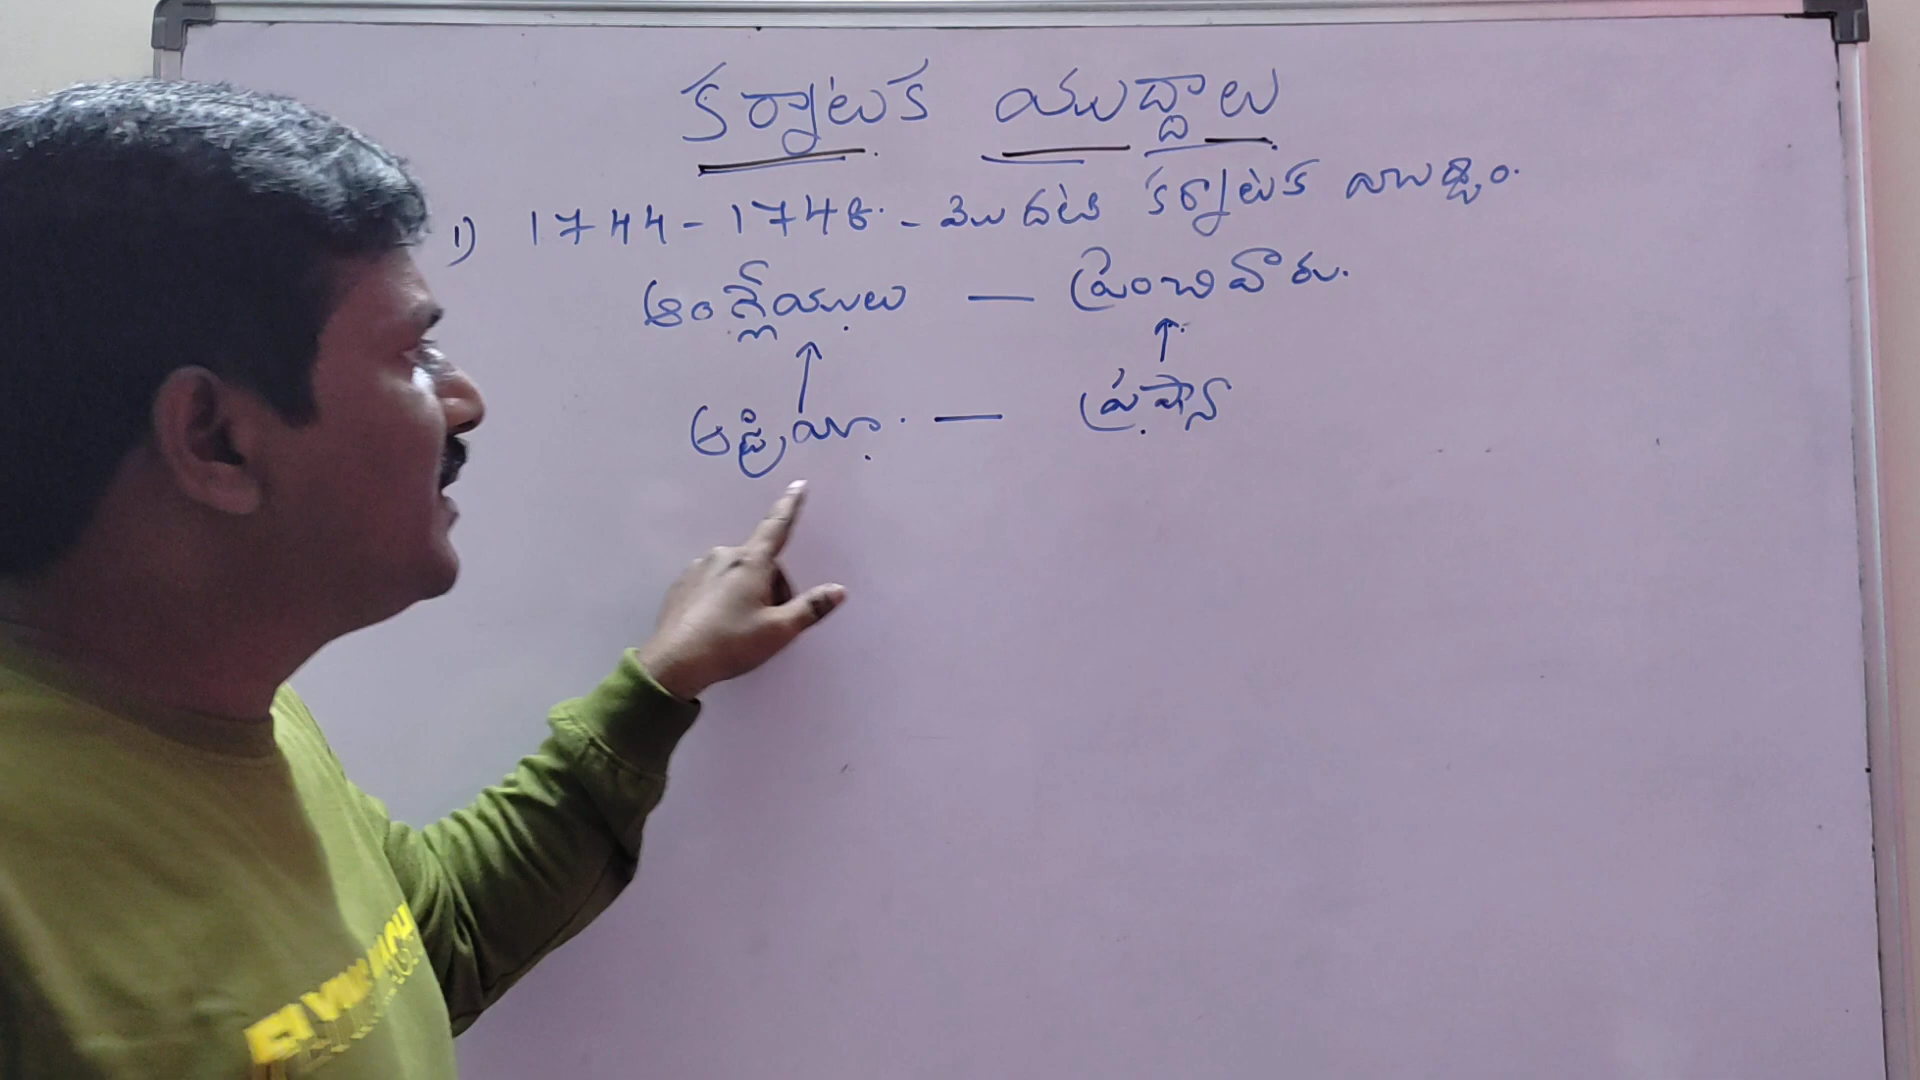 కర్నాటక యుద్దాలు
1) 1744 - 1748. - మొదటి కర్నాటక
ఆంగ్లేయులు — ప్రెంచివారు.
ఆస్ట్రియా. — ప్రష్యా